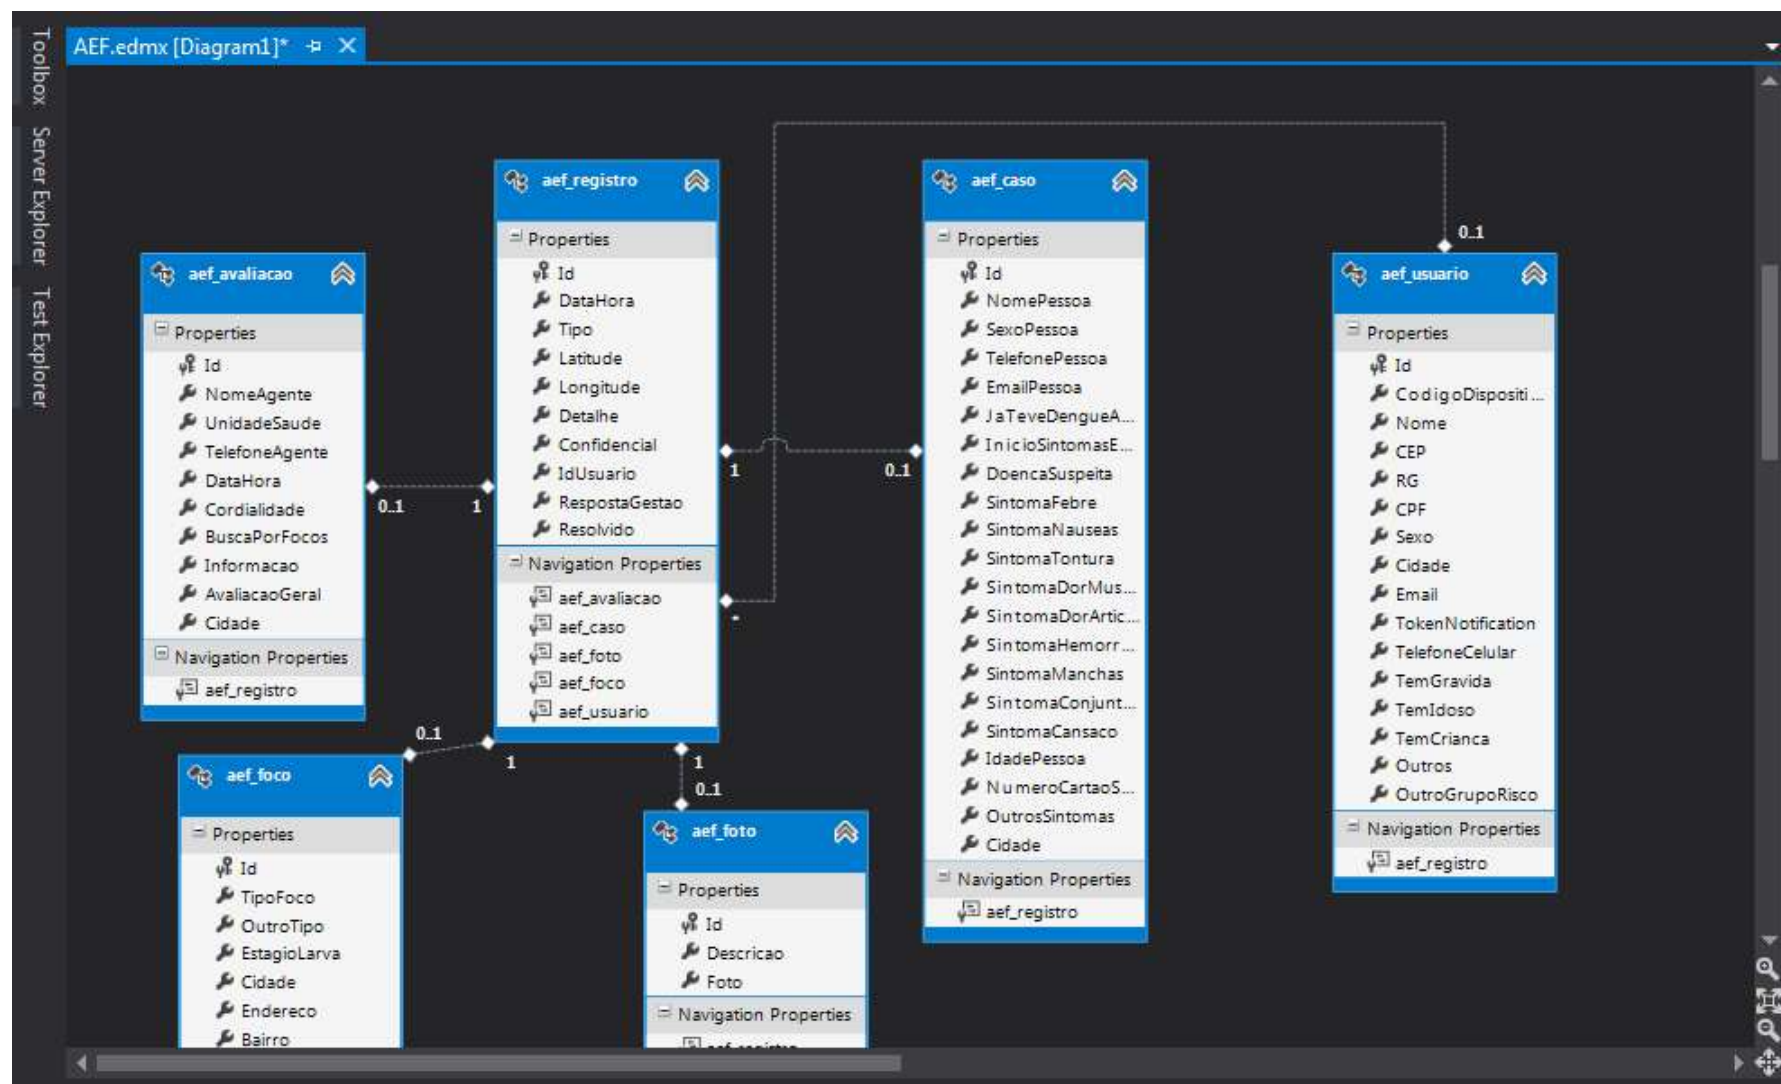 AEF.edmx [Diagram1]*
Toolbox
Server Explorer
Test Explorer
aef_avaliacao
Properties
Id
NomeAgente
UnidadeSaude
TelefoneAgente
DataHora
Cordialidade
BuscaPorFocos
Informacao
AvaliacaoGeral
Cidade
Navigation Properties
aef_registro
0..1
1
aef_registro
Properties
Id
DataHora
Tipo
Latitude
Longitude
Detalhe
Confidencial
IdUsuario
RespostaGestao
Resolvido
Navigation Properties
aef_avaliacao
aef_caso
aef_foto
aef_foco
aef_usuario
1
0..1
*
aef_caso
Properties
Id
NomePessoa
SexoPessoa
TelefonePessoa
EmailPessoa
JaTeveDengueA...
InicioSintomasE...
DoencaSuspeita
SintomaFebre
SintomaNauseas
SintomaTontura
SintomaDorMus...
SintomaDorArtic...
SintomaHemorr...
SintomaManchas
SintomaConjunt...
SintomaCansaco
IdadePessoa
NumeroCartaoS...
OutrosSintomas
Cidade
Navigation Properties
aef_registro
0..1
aef_usuario
Properties
Id
CodigoDispositi...
Nome
CEP
RG
CPF
Sexo
Cidade
Email
TokenNotification
TelefoneCelular
TemGravida
TemIdoso
TemCrianca
Outros
OutroGrupoRisco
Navigation Properties
aef_registro
0..1
1
aef_foco
Properties
Id
TipoFoco
OutroTipo
EstagioLarva
Cidade
Endereco
Bairro
1
0..1
aef_foto
Properties
Id
Descricao
Foto
Navigation Properties